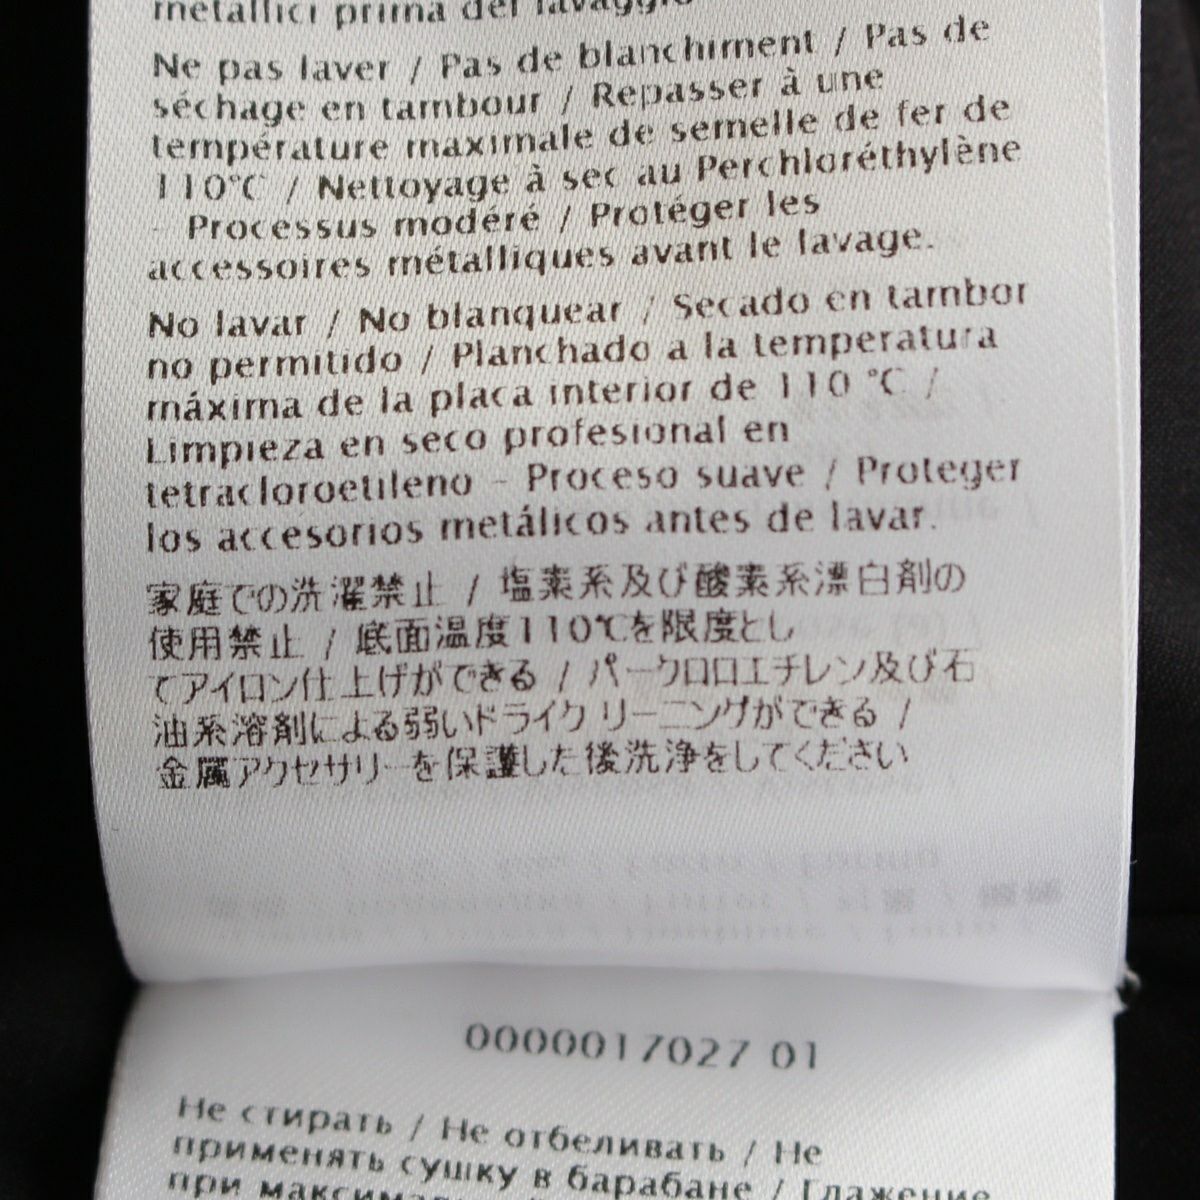 metallici prima del lavaggio
Ne pas laver / Pas de blanchiment / Pas de
séchage en tambour / Repasser à une
température maximale de semelle de fer de
110°C / Nettoyage à sec au Perchloréthylène
- Processus modéré / Protéger les
accessoires métalliques avant le lavage.
No lavar / No blanquear / Secado en tambor
no permitido / Planchado a la temperatura
máxima de la placa interior de 110 °C /
Limpieza en seco profesional en
tetracloroetileno - Proceso suave / Proteger
los accesorios metálicos antes de lavar.
家庭での洗濯禁止 / 塩素系及び酸素系漂白剤の
使用禁止 / 底面温度110℃を限度とし
てアイロン仕上げができる / パークロロエチレン及び石
油系溶剤による弱いドライクリーニングができる /
金属アクセサリーを保護した後洗浄をしてください
0000017027 01
Не стирать / Не отбеливать / Не
применять сушку в барабане / Глажение
при